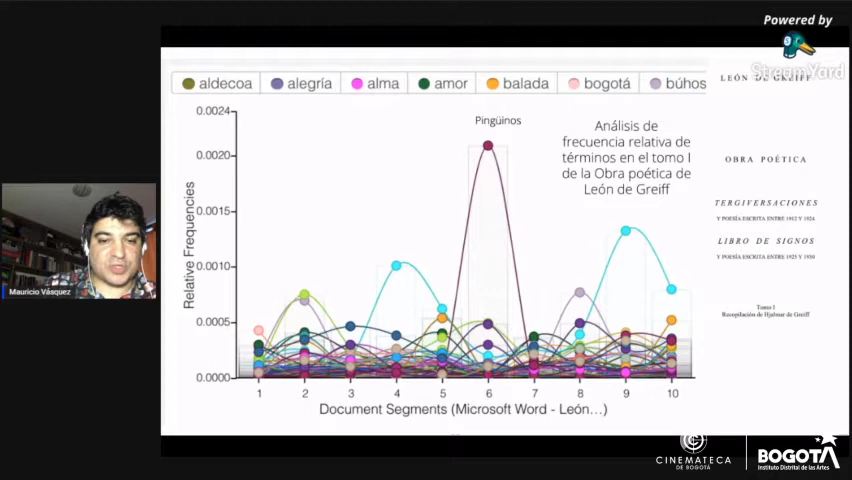 Powered by
StreamYard
aldecoa
alegría
alma
amor
balada
bogotá
búhos
LEÓN DE GREIFF
0.0024
0.0020
0.0015
0.0010
0.0005
0.0000
Relative Frequencies
Pingüinos
Análisis de
frecuencia relativa de
términos en el tomo I
de la Obra poética de
León de Greiff
OBRA POÉTICA
TERGIVERSACIONES
Y POESÍA ESCRITA ENTRE 1912 Y 1924
LIBRO DE SIGNOS
Y POESÍA ESCRITA ENTRE 1925 Y 1930
Tomo I
Recopilación de Hjalmar de Greiff
Mauricio Vásquez
1 2 3 4 5 6 7 8 9 10
Document Segments (Microsoft Word - León…)
CINEMATECA
DE BOGOTÁ
BOGOTÁ
Instituto Distrital de las Artes